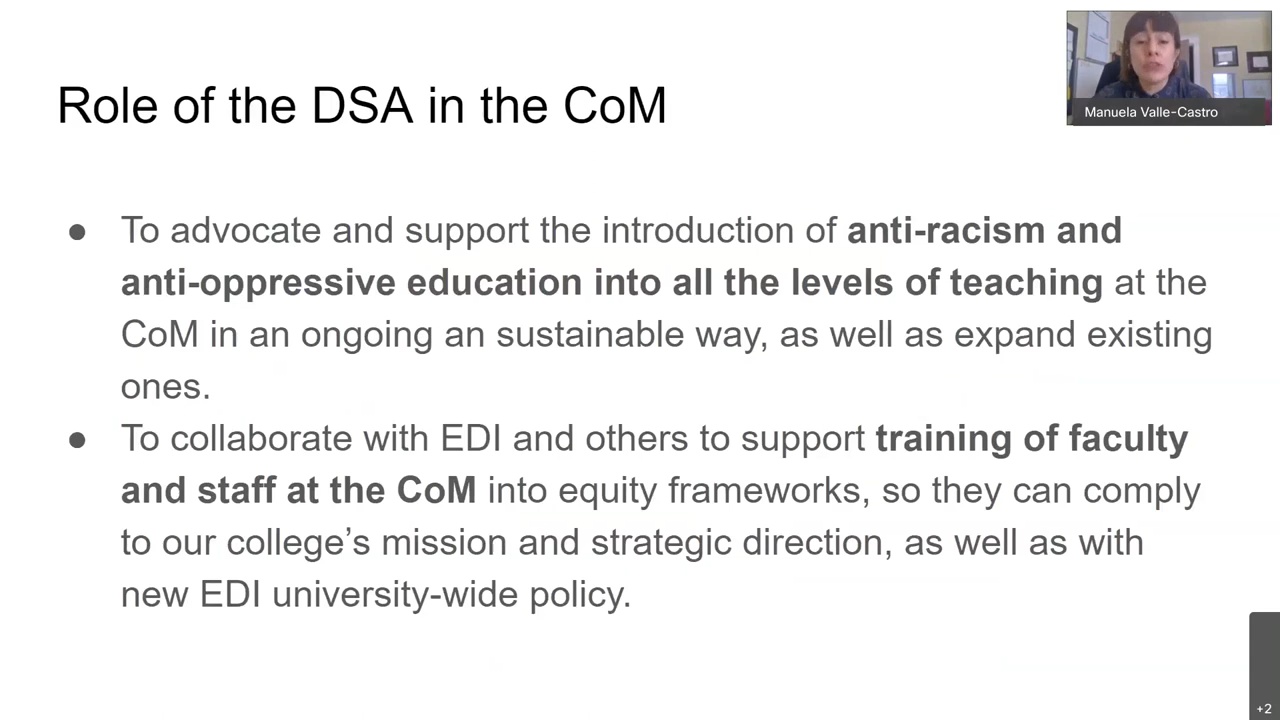 Manuela Valle-Castro
Role of the DSA in the CoM
● To advocate and support the introduction of anti-racism and
anti-oppressive education into all the levels of teaching at the
CoM in an ongoing an sustainable way, as well as expand existing
ones.
● To collaborate with EDI and others to support training of faculty
and staff at the CoM into equity frameworks, so they can comply
to our college’s mission and strategic direction, as well as with
new EDI university-wide policy.
+2